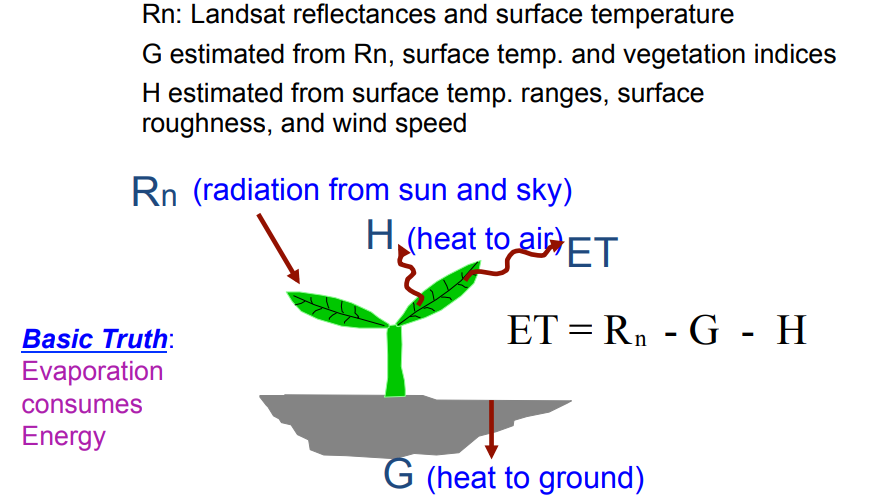 Rn: Landsat reflectances and surface temperature
G estimated from Rn, surface temp. and vegetation indices
H estimated from surface temp. ranges, surface
roughness, and wind speed
Rn (radiation from sun and sky)
H (heat to air) ET
ET = Rn - G - H
Basic Truth:
Evaporation
consumes
Energy
G (heat to ground)